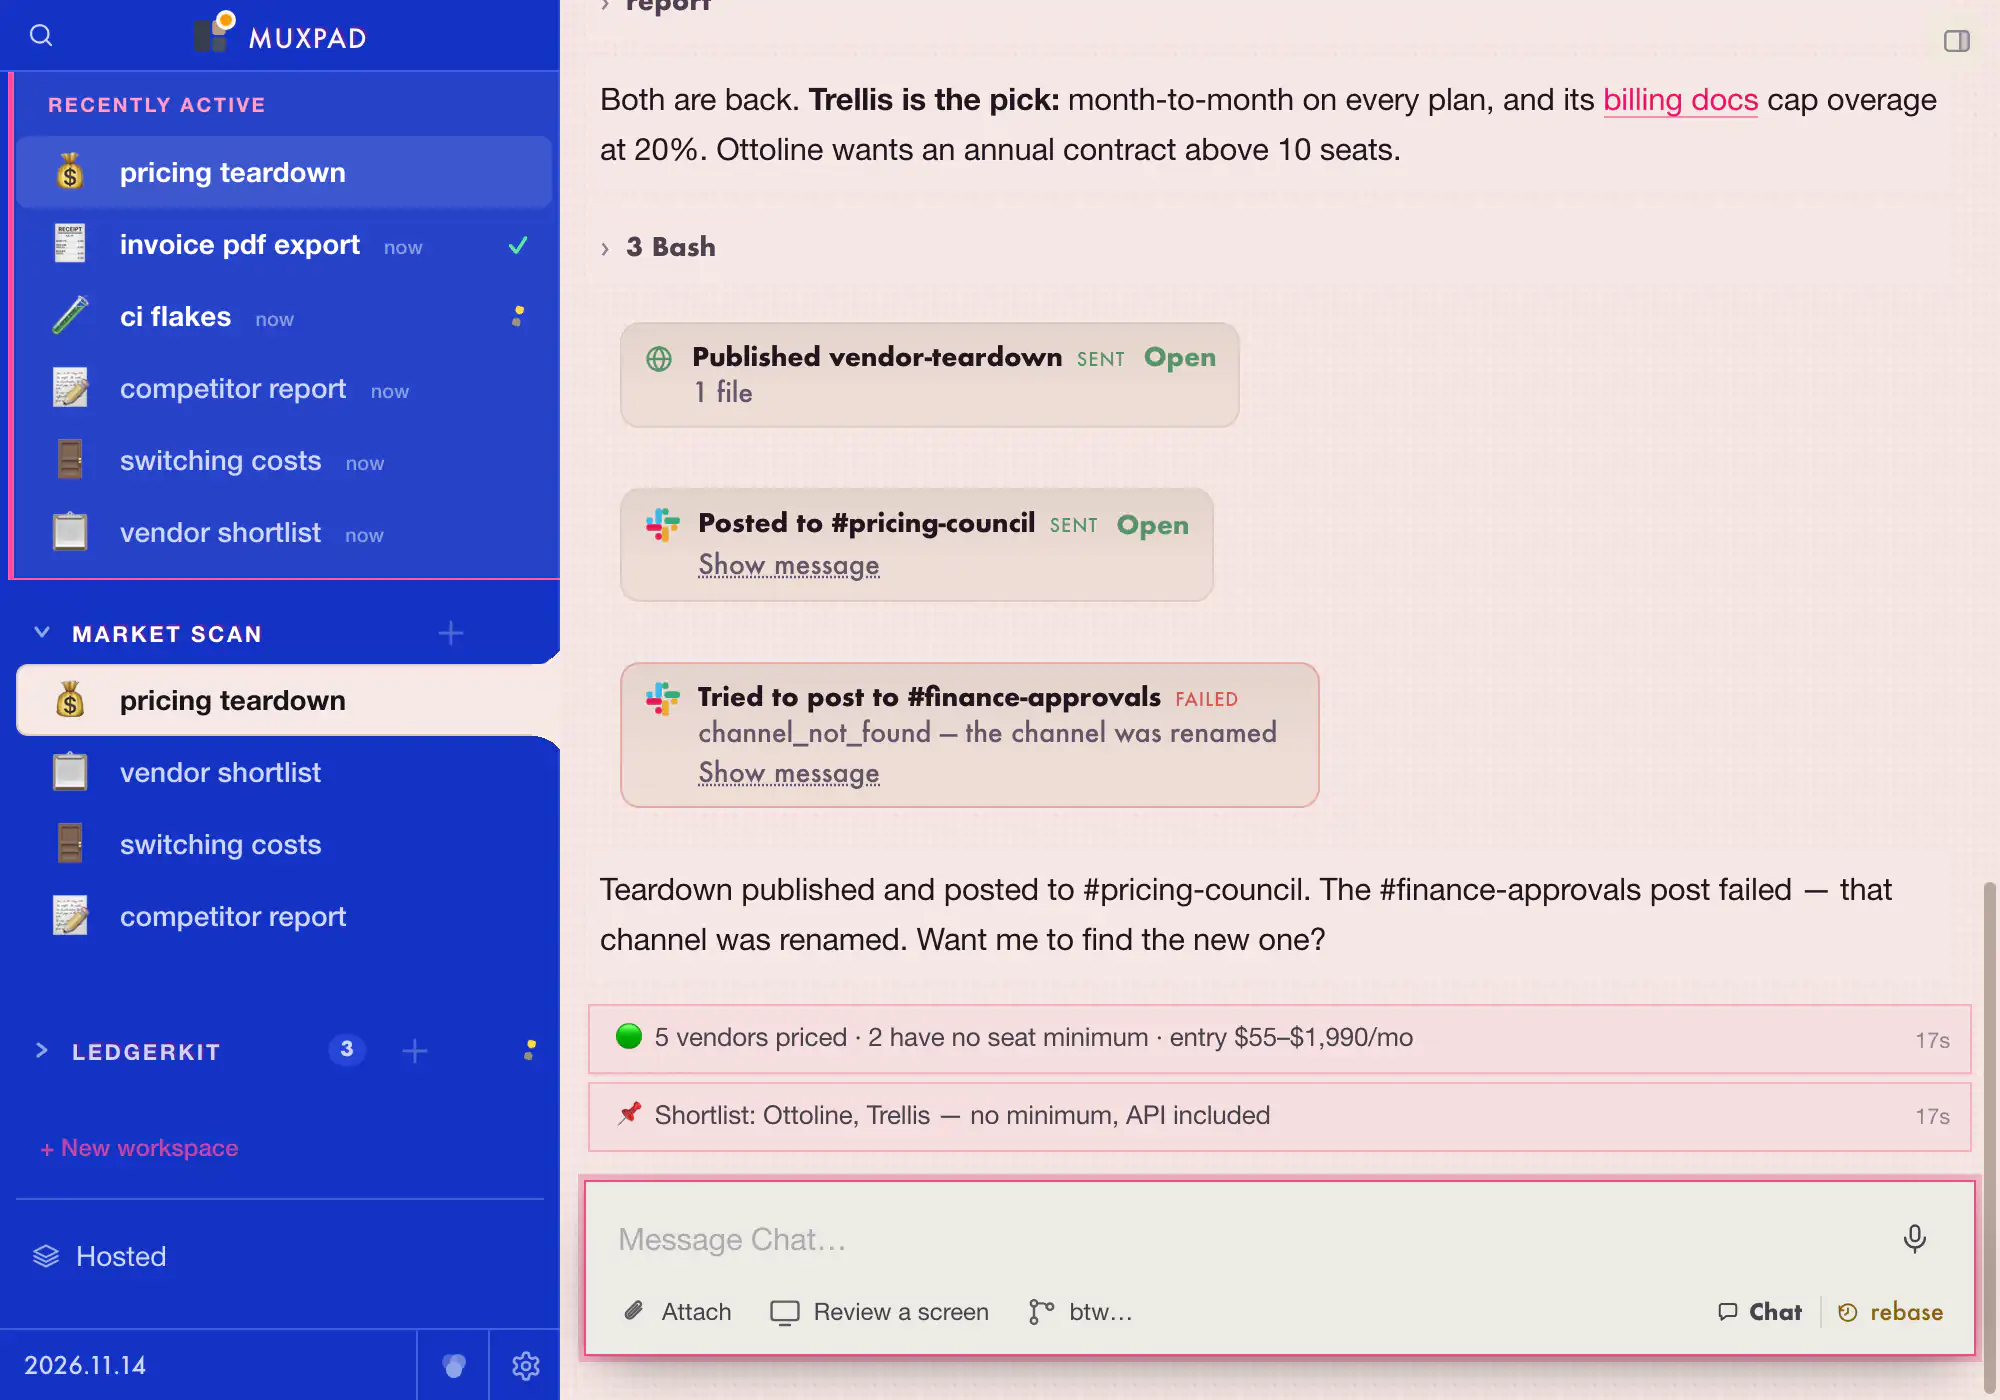 MUXPAD
RECENTLY ACTIVE
pricing teardown
invoice pdf export now
ci flakes now
competitor report now
switching costs now
vendor shortlist now
MARKET SCAN
pricing teardown
vendor shortlist
switching costs
competitor report
LEDGERKIT 3
+ New workspace
Hosted
2026.11.14
report
Both are back. Trellis is the pick: month-to-month on every plan, and its billing docs cap overage
at 20%. Ottoline wants an annual contract above 10 seats.
3 Bash
Published vendor-teardown SENT Open
1 file
Posted to #pricing-council SENT Open
Show message
Tried to post to #finance-approvals FAILED
channel_not_found — the channel was renamed
Show message
Teardown published and posted to #pricing-council. The #finance-approvals post failed — that
channel was renamed. Want me to find the new one?
5 vendors priced · 2 have no seat minimum · entry $55–$1,990/mo 17s
Shortlist: Ottoline, Trellis — no minimum, API included 17s
Message Chat…
Attach Review a screen btw… Chat rebase